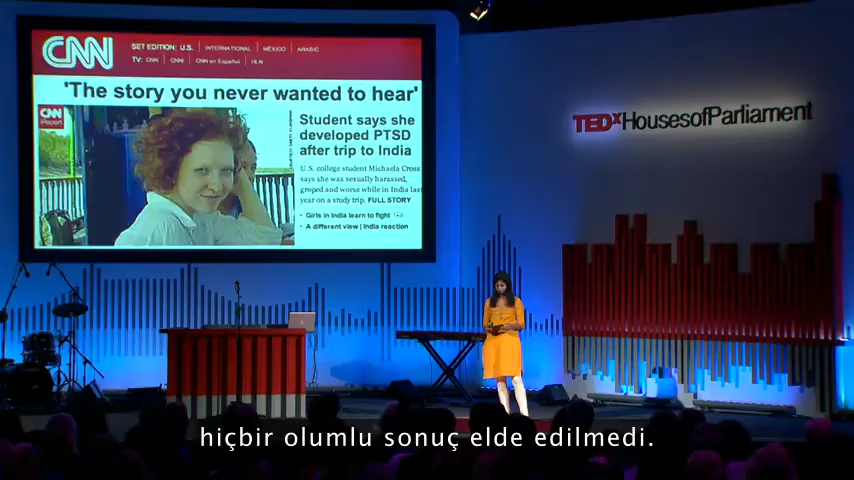 CNN
SET EDITION: U.S. | INTERNATIONAL | MÉXICO | ARABIC
TV: CNN | CNNi | CNN en Español | HLN
'The story you never wanted to hear'
CNN
iReport
Student says she
developed PTSD
after trip to India
U.S. college student Michaela Cross
says she was sexually harassed,
groped and worse while in India last
year on a study trip. FULL STORY
• Girls in India learn to fight
• A different view | India reaction
TEDxHousesofParliament
hiçbir olumlu sonuç elde edilmedi.